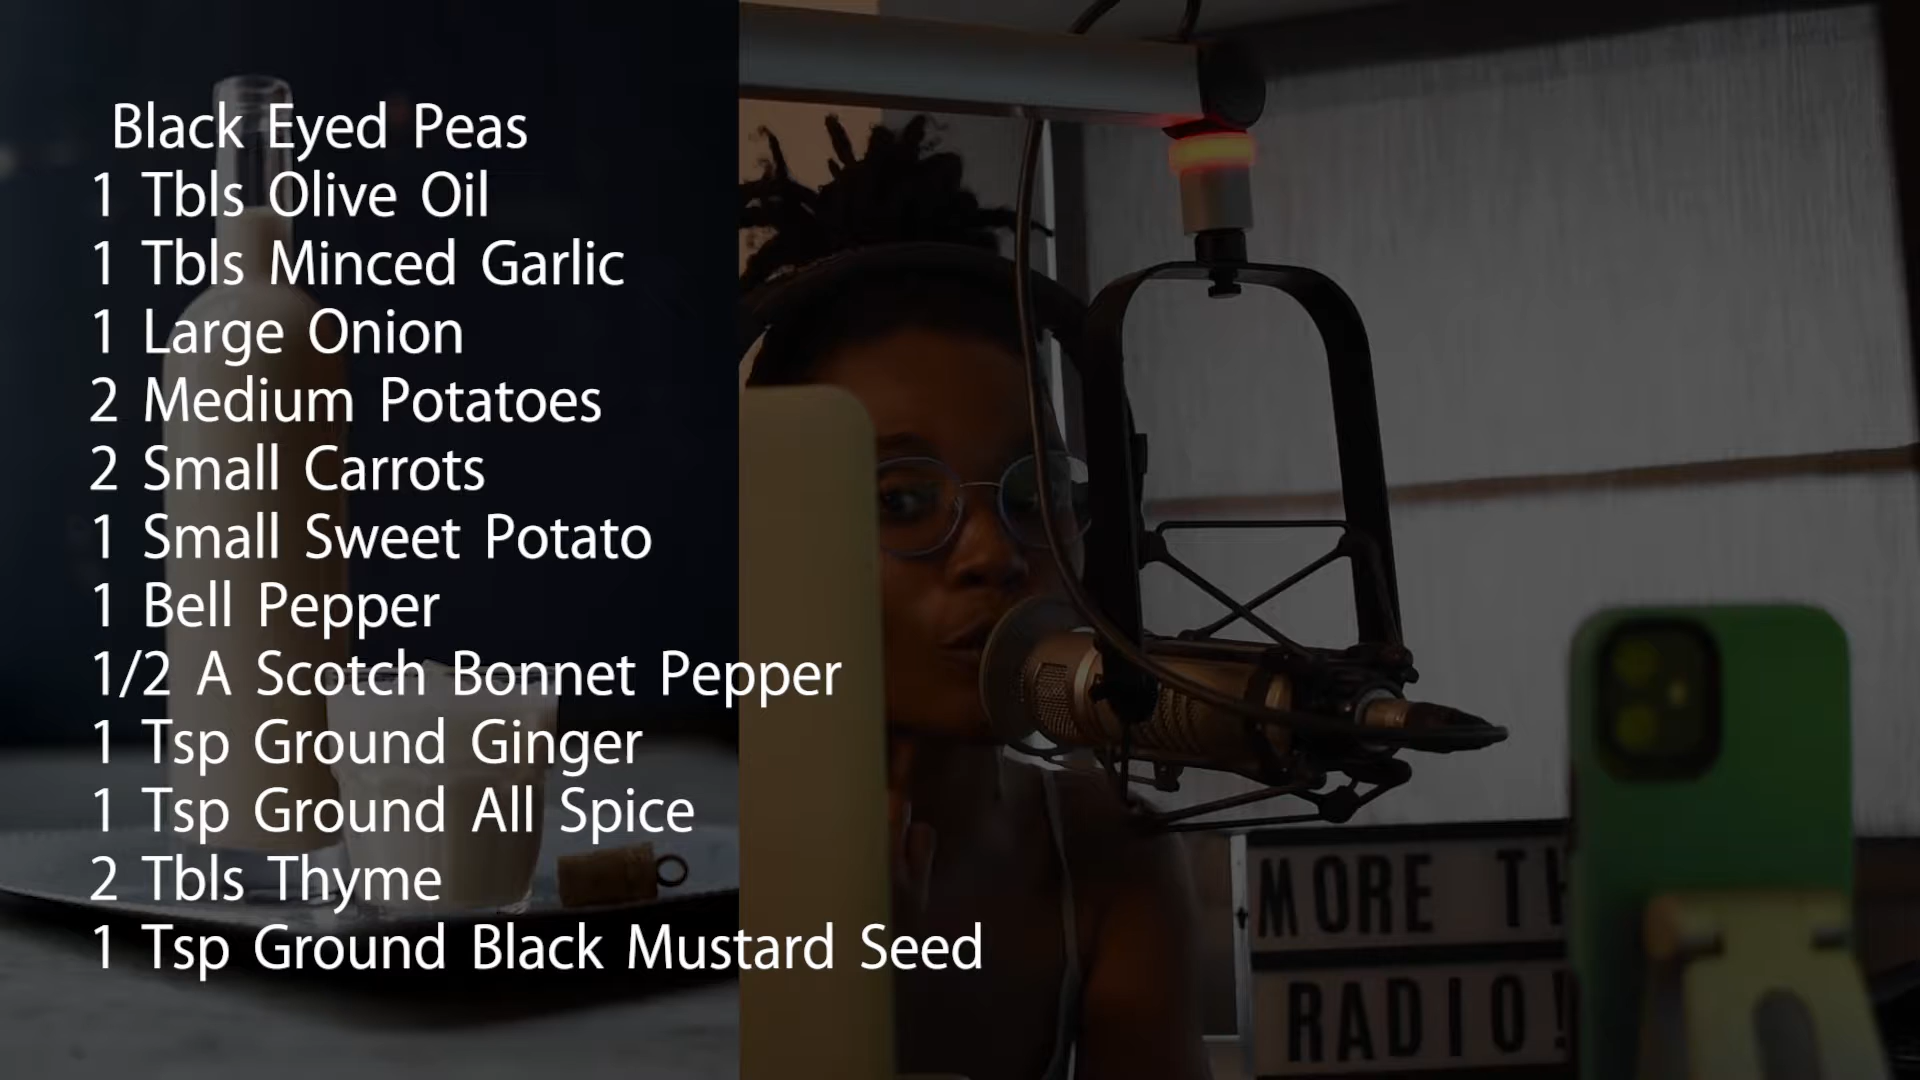 Black Eyed Peas
1 Tbls Olive Oil
1 Tbls Minced Garlic
1 Large Onion
2 Medium Potatoes
2 Small Carrots
1 Small Sweet Potato
1 Bell Pepper
1/2 A Scotch Bonnet Pepper
1 Tsp Ground Ginger
1 Tsp Ground All Spice
2 Tbls Thyme
1 Tsp Ground Black Mustard Seed
MORE
RADIO!